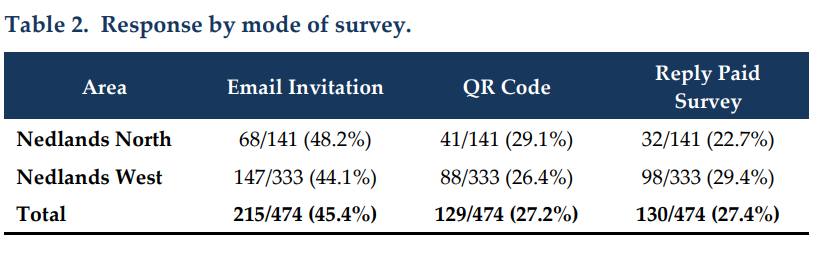 Table 2. Response by mode of survey.
Area Email Invitation QR Code Reply Paid Survey
Nedlands North 68/141 (48.2%) 41/141 (29.1%) 32/141 (22.7%)
Nedlands West 147/333 (44.1%) 88/333 (26.4%) 98/333 (29.4%)
Total 215/474 (45.4%) 129/474 (27.2%) 130/474 (27.4%)